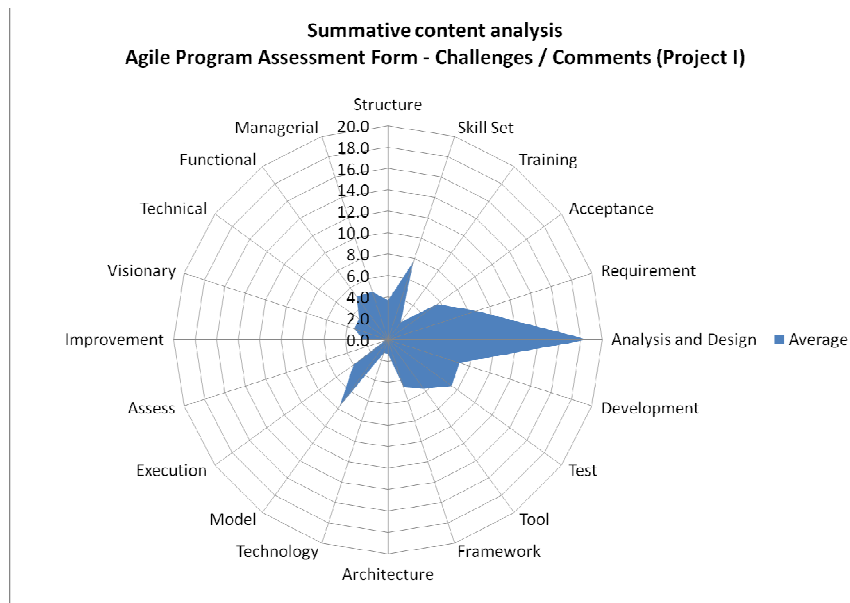 Summative content analysis
Agile Program Assessment Form - Challenges / Comments (Project I)
Structure
Managerial
Skill Set
20.0
18.0
16.0
14.0
12.0
10.0
8.0
6.0
4.0
2.0
0.0
Functional
Training
Technical
Acceptance
Visionary
Requirement
Improvement
Analysis and Design
Average
Assess
Development
Execution
Test
Model
Tool
Technology
Framework
Architecture